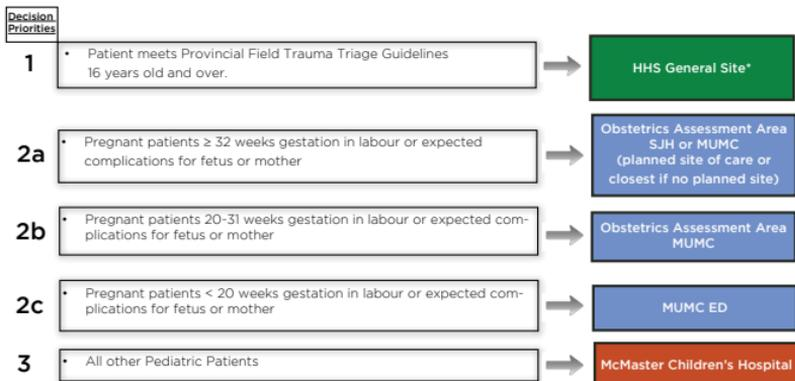 Decision
Priorities
1
• Patient meets Provincial Field Trauma Triage Guidelines
16 years old and over.
HHS General Site*
2a
• Pregnant patients ≥ 32 weeks gestation in labour or expected
complications for fetus or mother
Obstetrics Assessment Area
SJH or MUMC
(planned site of care or
closest if no planned site)
2b
• Pregnant patients 20-31 weeks gestation in labour or expected com-
plications for fetus or mother
Obstetrics Assessment Area
MUMC
2c
• Pregnant patients < 20 weeks gestation in labour or expected com-
plications for fetus or mother
MUMC ED
3
• All other Pediatric Patients
McMaster Children's Hospital